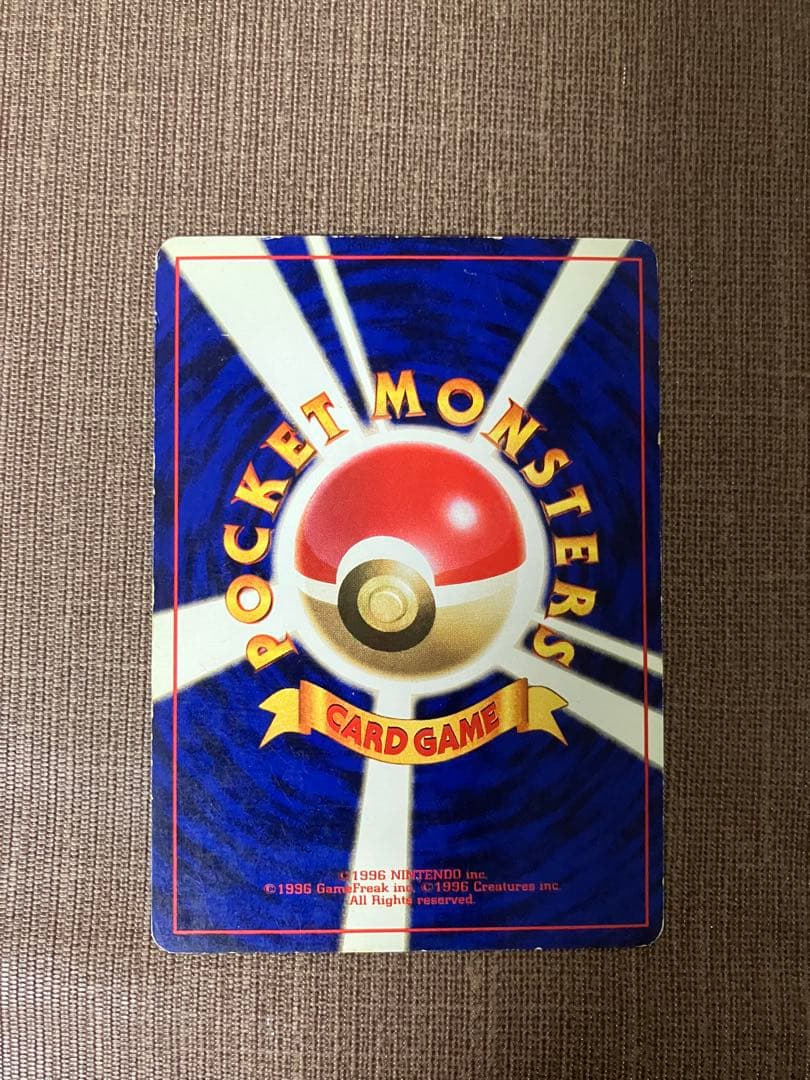 POCKET MONSTERS
CARD GAME
©1996 NINTENDO inc.
©1996 GameFreak inc. ©1996 Creatures inc.
All Rights reserved.